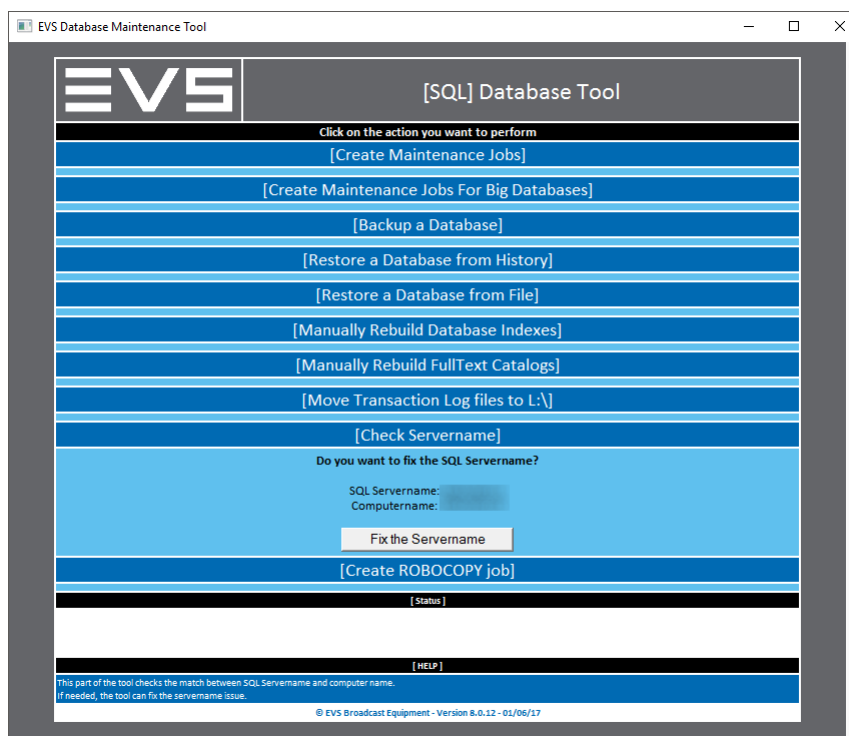 EVS Database Maintenance Tool
EVS
[SQL] Database Tool
Click on the action you want to perform
[Create Maintenance Jobs]
[Create Maintenance Jobs For Big Databases]
[Backup a Database]
[Restore a Database from History]
[Restore a Database from File]
[Manually Rebuild Database Indexes]
[Manually Rebuild FullText Catalogs]
[Move Transaction Log files to L:\]
[Check Servername]
Do you want to fix the SQL Servername?
SQL Servername:
Computername:
Fix the Servername
[Create ROBOCOPY job]
[ Status ]
[ HELP ]
This part of the tool checks the match between SQL Servername and computer name.
If needed, the tool can fix the servername issue.
© EVS Broadcast Equipment - Version 8.0.12 - 01/06/17